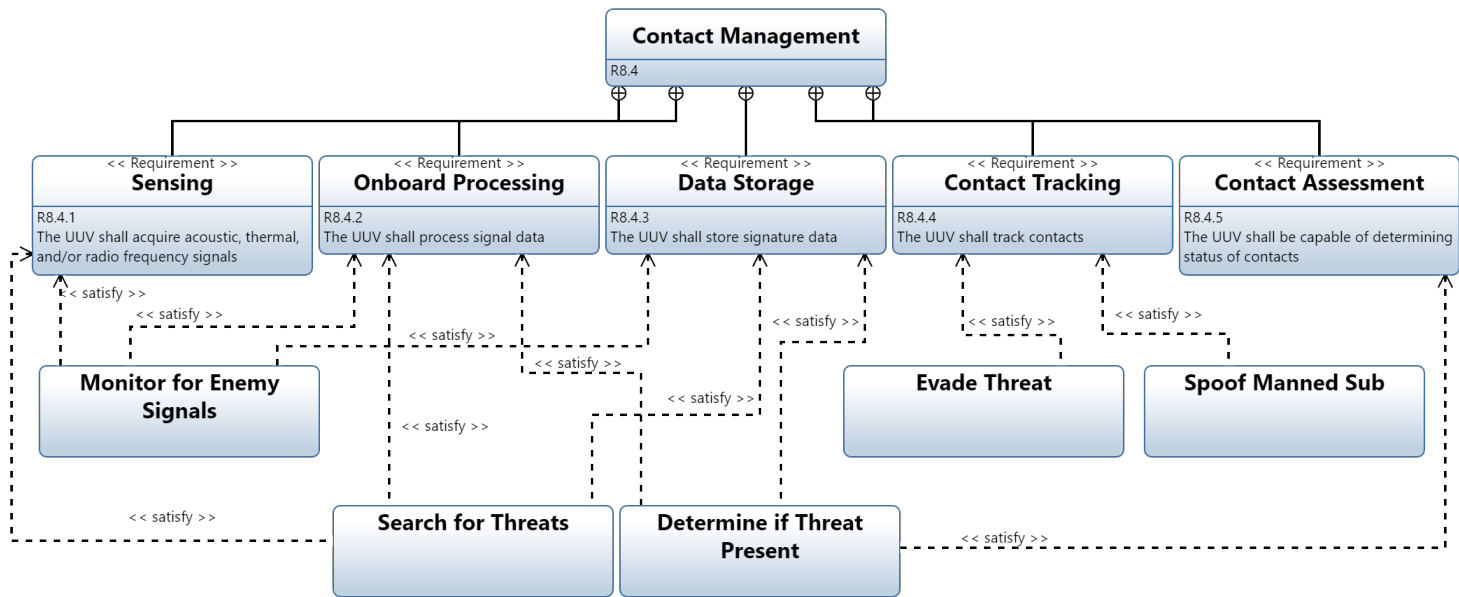 Contact Management
R8.4
<< Requirement >>
Sensing
R8.4.1
The UUV shall acquire acoustic, thermal,
and/or radio frequency signals
<< Requirement >>
Onboard Processing
R8.4.2
The UUV shall process signal data
<< Requirement >>
Data Storage
R8.4.3
The UUV shall store signature data
<< Requirement >>
Contact Tracking
R8.4.4
The UUV shall track contacts
<< Requirement >>
Contact Assessment
R8.4.5
The UUV shall be capable of determining
status of contacts
<< satisfy >>
<< satisfy >>
<< satisfy >>
<< satisfy >>
<< satisfy >>
<< satisfy >>
<< satisfy >>
Monitor for Enemy
Signals
Evade Threat
Spoof Manned Sub
<< satisfy >>
<< satisfy >>
<< satisfy >>
Search for Threats
Determine if Threat
Present
<< satisfy >>